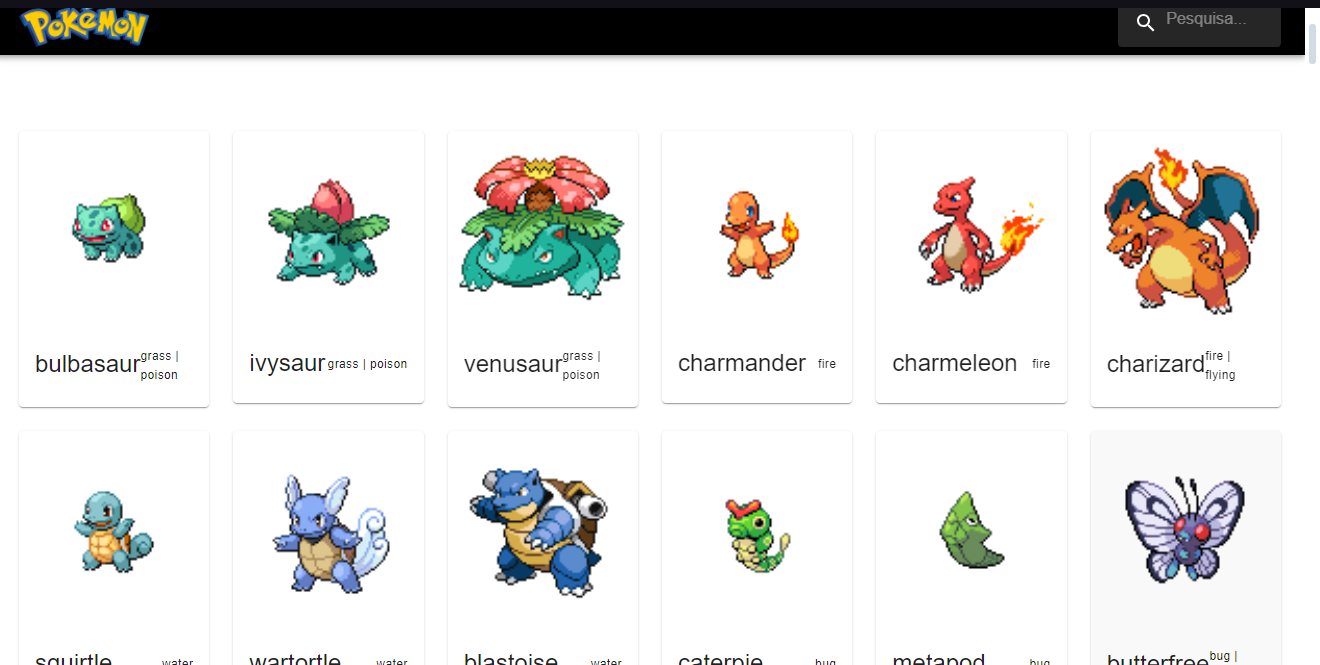 POKéMON
Pesquisa...
bulbasaur grass |
poison
ivysaur grass | poison
venusaur grass |
poison
charmander fire
charmeleon fire
charizard fire |
flying
squirtle water
wartortle water
blastoise water
caterpie bug
metapod bug
butterfree bug |